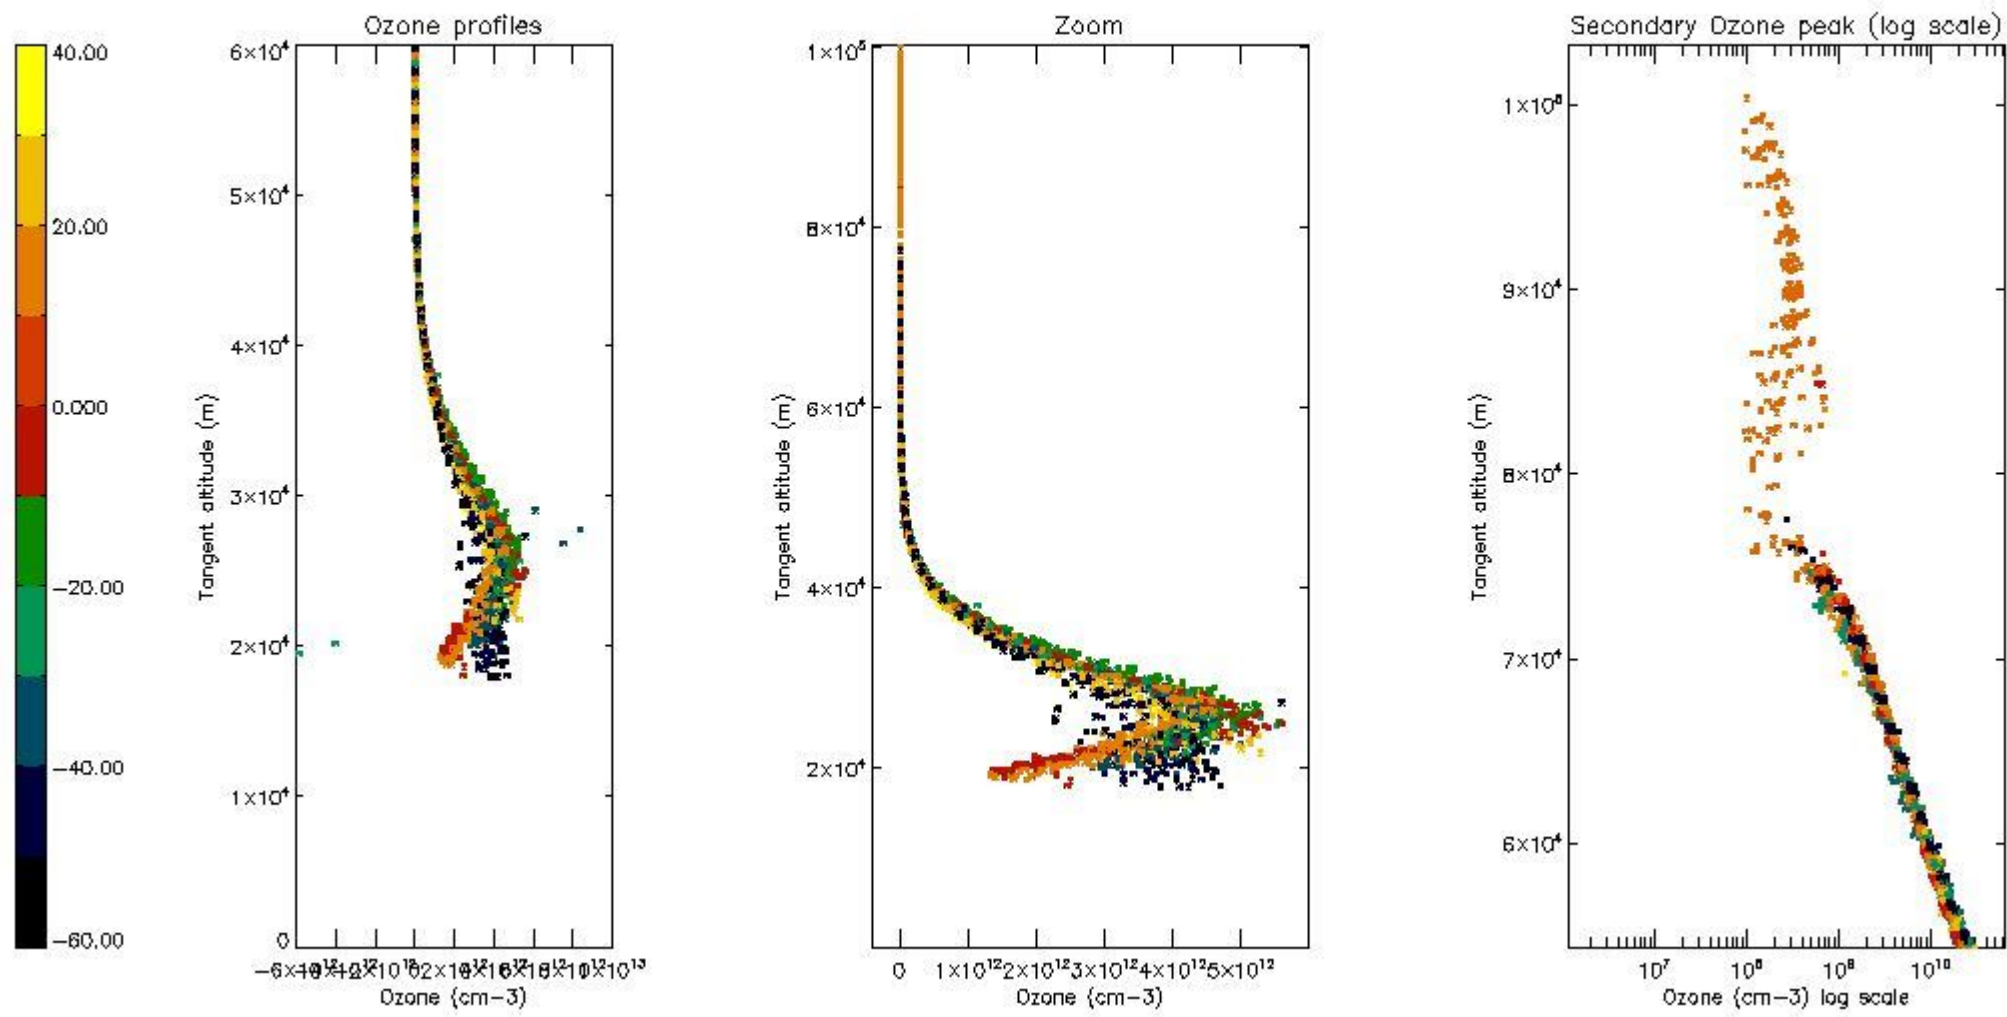 Ozone profiles
Zoom
Secondary Ozone peak (log scale)
40.00
20.00
0.000
−20.00
−40.00
−60.00
6×10⁴
5×10⁴
4×10⁴
3×10⁴
2×10⁴
1×10⁴
0
Tangent altitude (m)
Ozone (cm−3)
1×10⁵
8×10⁴
6×10⁴
4×10⁴
2×10⁴
Tangent altitude (m)
0 1×10¹² 2×10¹² 3×10¹² 4×10¹² 5×10¹²
Ozone (cm−3)
9×10⁴
8×10⁴
7×10⁴
6×10⁴
Tangent altitude (m)
10⁷ 10⁸ 10⁹ 10¹⁰
Ozone (cm−3) log scale